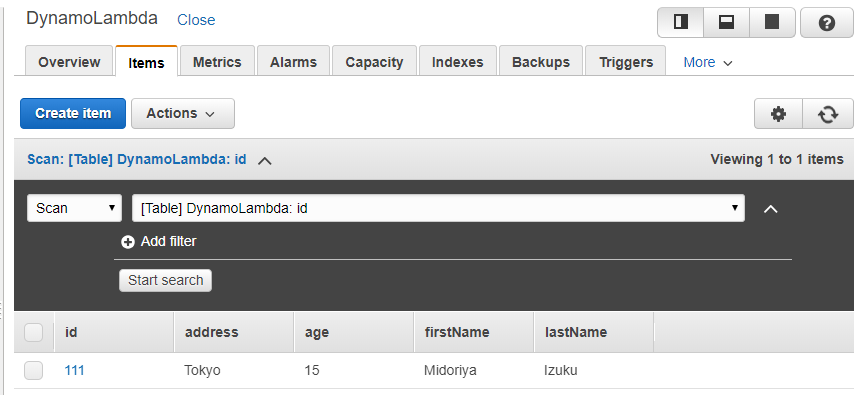 DynamoLambda Close
Overview Items Metrics Alarms Capacity Indexes Backups Triggers More
Create item Actions
Scan: [Table] DynamoLambda: id Viewing 1 to 1 items
Scan [Table] DynamoLambda: id
Add filter
Start search
id address age firstName lastName
111 Tokyo 15 Midoriya Izuku